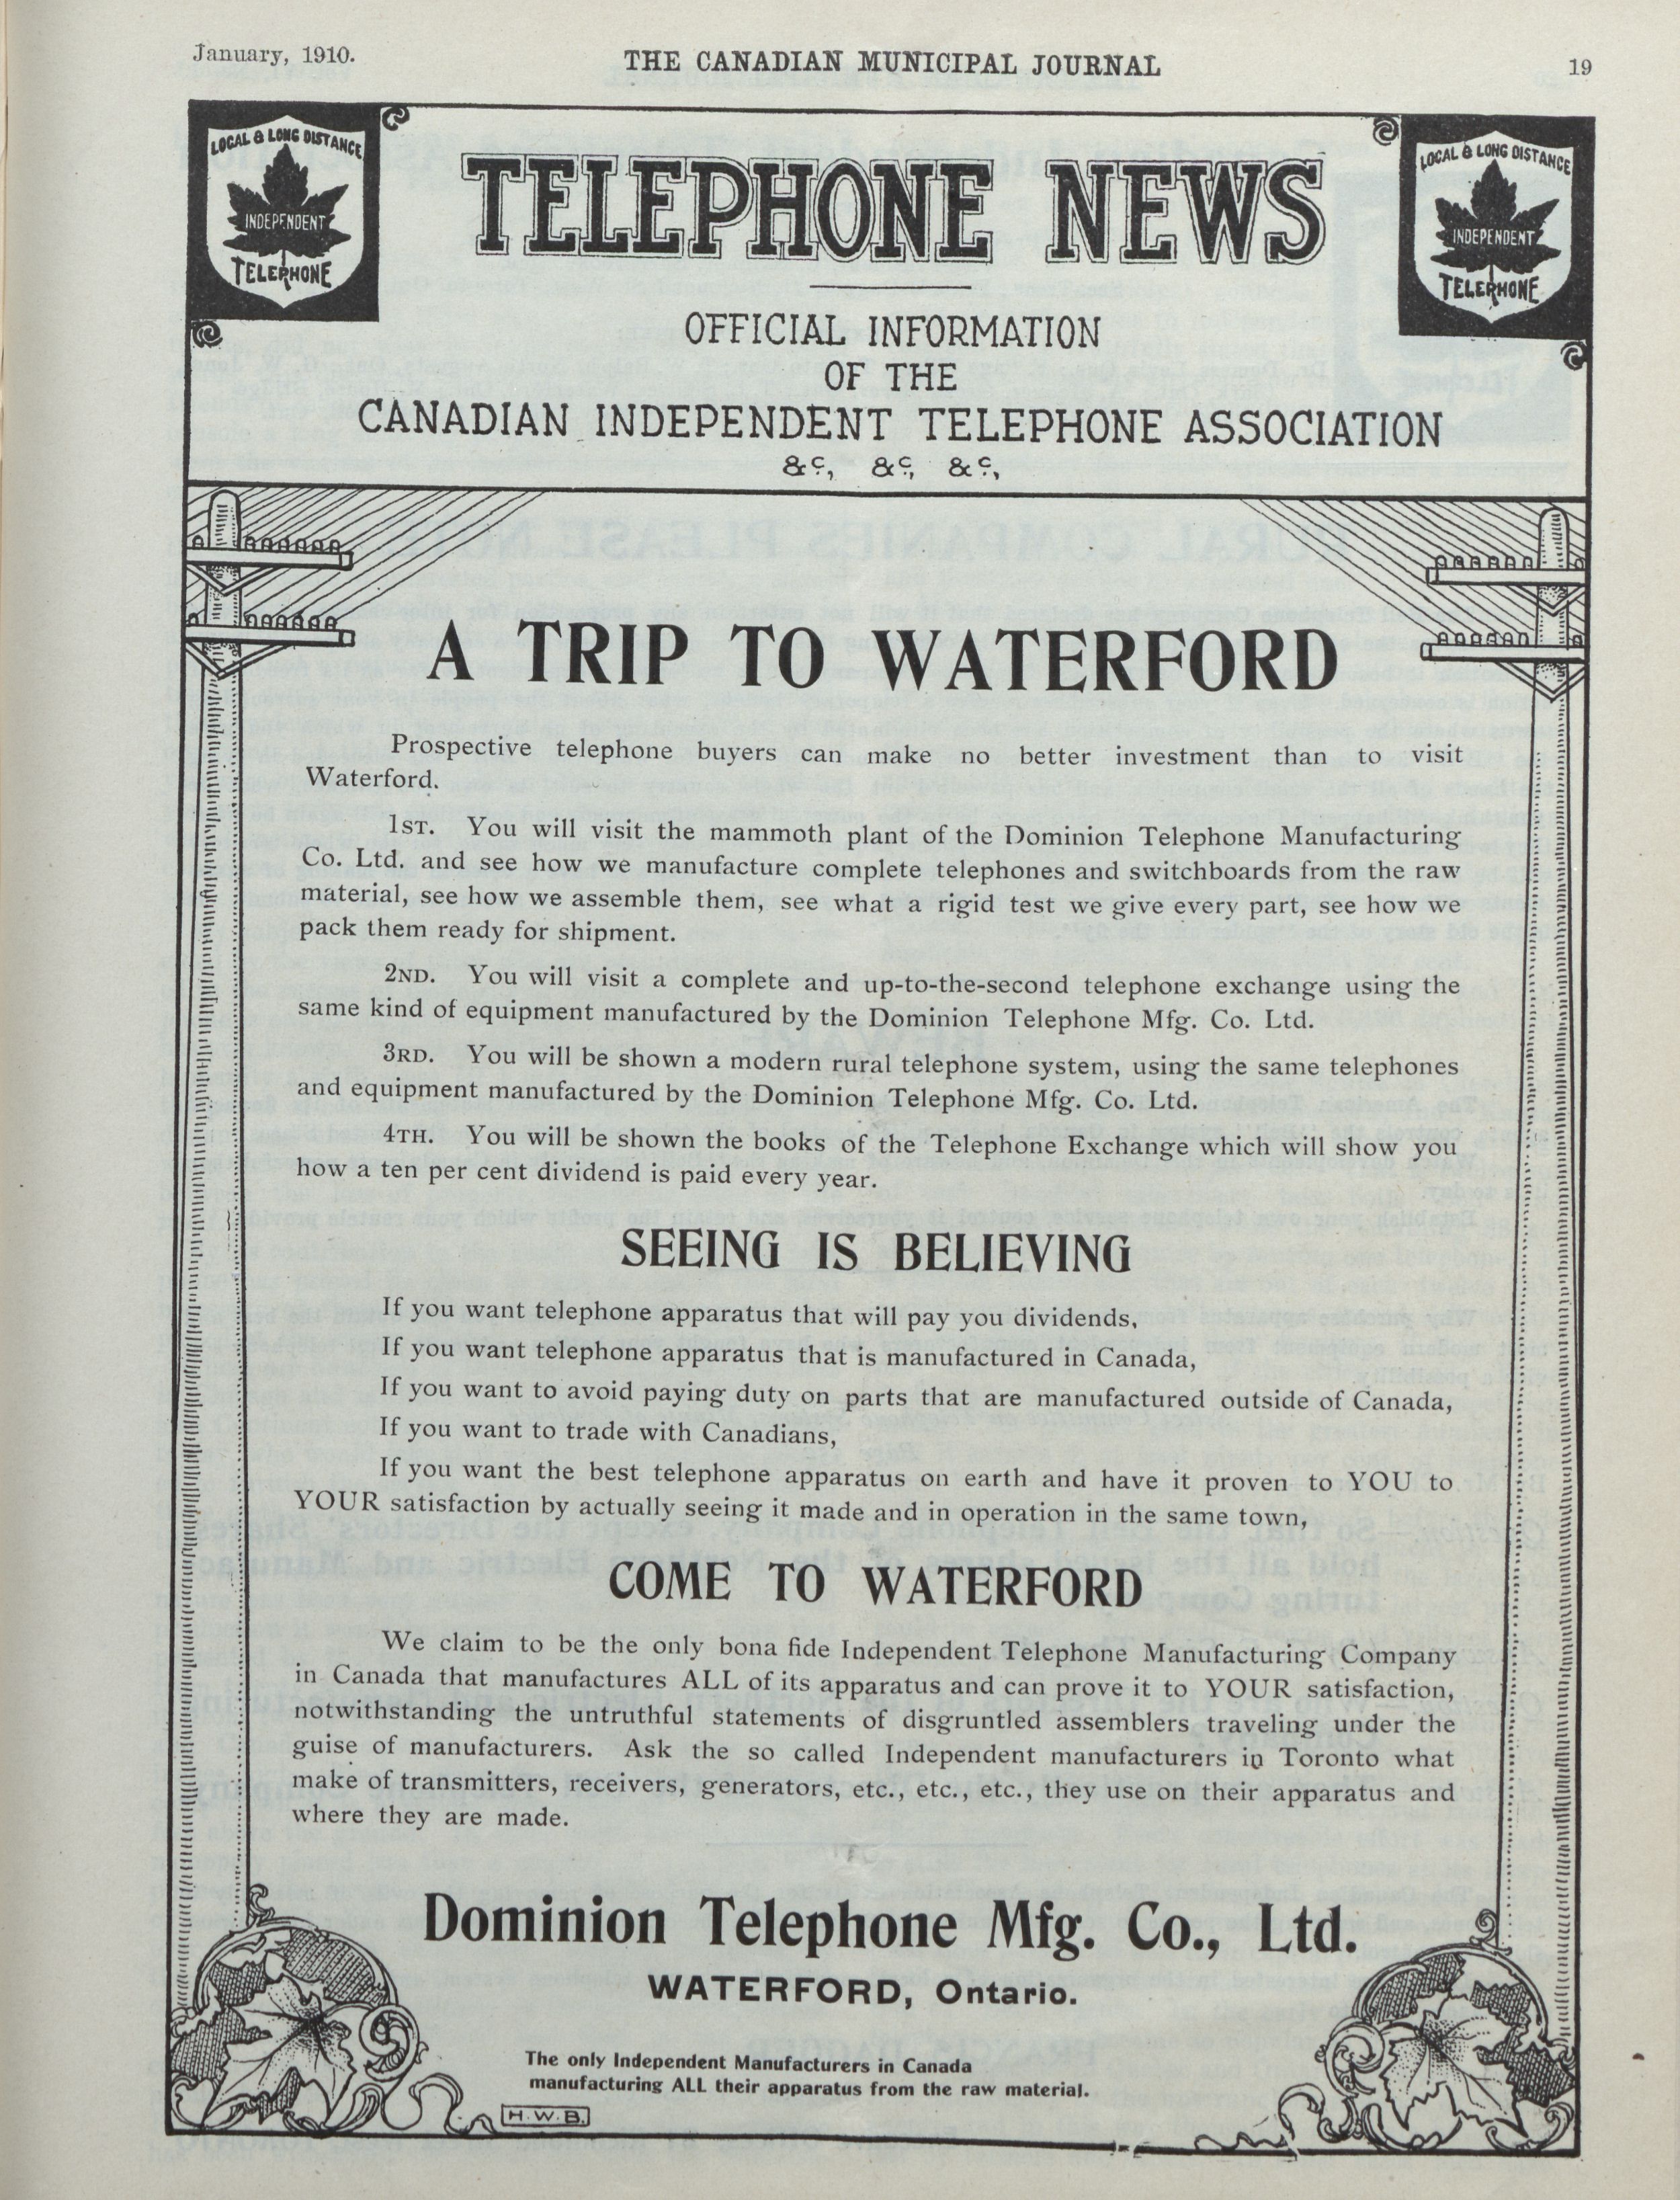 January, 1910.
THE CANADIAN MUNICIPAL JOURNAL
19
LOCAL & LONG DISTANCE
INDEPENDENT
TELEPHONE
TELEPHONE NEWS
LOCAL & LONG DISTANCE
INDEPENDENT
TELEPHONE
OFFICIAL INFORMATION
OF THE
CANADIAN INDEPENDENT TELEPHONE ASSOCIATION
&c, &c, &c,
A TRIP TO WATERFORD
Prospective telephone buyers can make no better investment than to visit
Waterford.
1ST. You will visit the mammoth plant of the Dominion Telephone Manufacturing
Co. Ltd. and see how we manufacture complete telephones and switchboards from the raw
material, see how we assemble them, see what a rigid test we give every part, see how we
pack them ready for shipment.
2ND. You will visit a complete and up-to-the-second telephone exchange using the
same kind of equipment manufactured by the Dominion Telephone Mfg. Co. Ltd.
3RD. You will be shown a modern rural telephone system, using the same telephones
and equipment manufactured by the Dominion Telephone Mfg. Co. Ltd.
4TH. You will be shown the books of the Telephone Exchange which will show you
how a ten per cent dividend is paid every year.
SEEING IS BELIEVING
If you want telephone apparatus that will pay you dividends,
If you want telephone apparatus that is manufactured in Canada,
If you want to avoid paying duty on parts that are manufactured outside of Canada,
If you want to trade with Canadians,
If you want the best telephone apparatus on earth and have it proven to YOU to
YOUR satisfaction by actually seeing it made and in operation in the same town,
COME TO WATERFORD
We claim to be the only bona fide Independent Telephone Manufacturing Company
in Canada that manufactures ALL of its apparatus and can prove it to YOUR satisfaction,
notwithstanding the untruthful statements of disgruntled assemblers traveling under the
guise of manufacturers. Ask the so called Independent manufacturers in Toronto what
make of transmitters, receivers, generators, etc., etc., etc., they use on their apparatus and
where they are made.
Dominion Telephone Mfg. Co., Ltd.
WATERFORD, Ontario.
The only Independent Manufacturers in Canada
manufacturing ALL their apparatus from the raw material.
H.W.B.